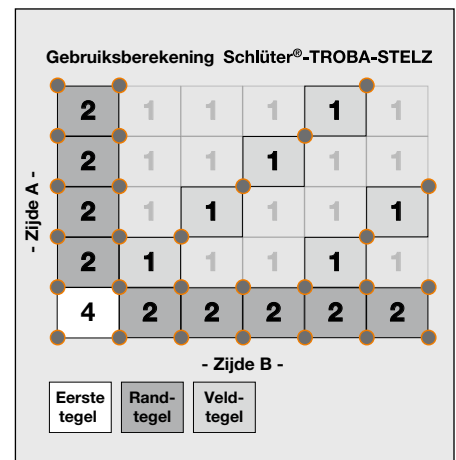 Gebruiksberekening Schlüter®-TROBA-STELZ
- Zijde A -
2 1 1 1 1 1
2 1 1 1 1 1
2 1 1 1 1 1
2 1 1 1 1 1
4 2 2 2 2 2
- Zijde B -
Eerste tegel
Rand-
tegel
Veld-
tegel